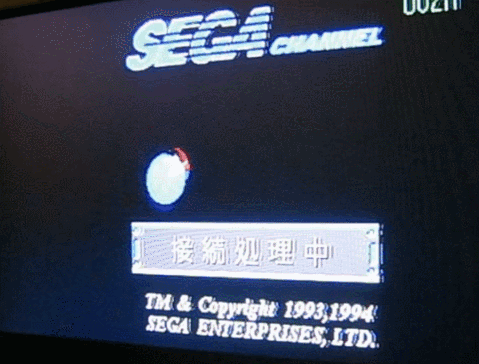 SEGA CHANNEL
接続処理中
TM & Copyright 1993,1994
SEGA ENTERPRISES, LTD.